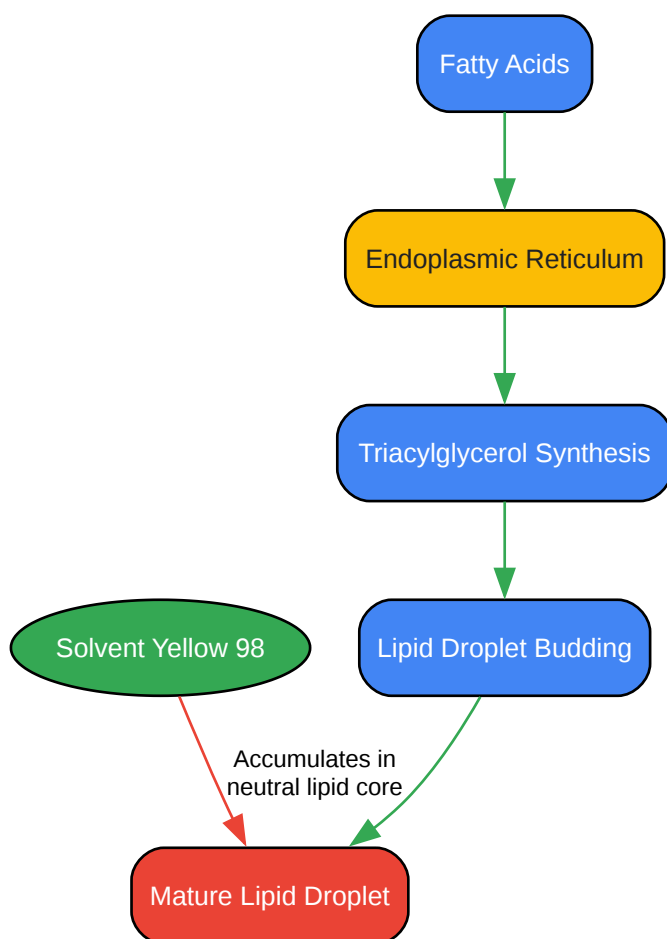 Fatty Acids
Endoplasmic Reticulum
Triacylglycerol Synthesis
Solvent Yellow 98
Lipid Droplet Budding
Accumulates in
neutral lipid core
Mature Lipid Droplet